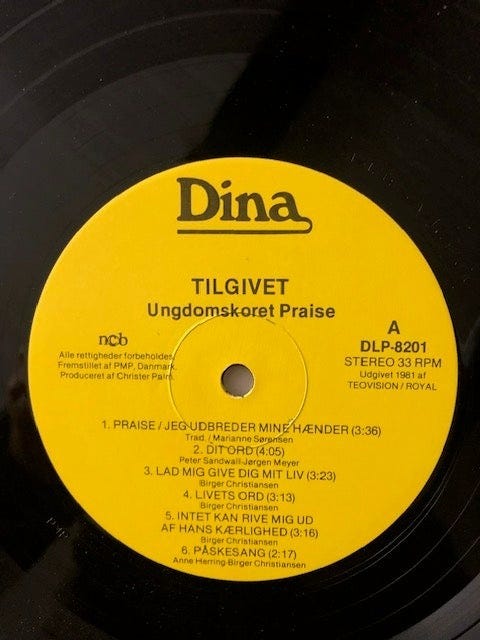 Dina
TILGIVET
Ungdomskoret Praise
ncb
Alle rettigheder forbeholdes.
Fremstillet af PMP, Danmark.
Produceret af Christer Palm.
A
DLP-8201
STEREO 33 RPM
Udgivet 1981 af
TEOVISION / ROYAL
1. PRAISE / JEG UDBREDER MINE HÆNDER (3:36)
Trad. / Marianne Sørensen
2. DIT ORD (4:05)
Peter Sandwall-Jørgen Meyer
3. LAD MIG GIVE DIG MIT LIV (3:23)
Birger Christiansen
4. LIVETS ORD (3:13)
Birger Christiansen
5. INTET KAN RIVE MIG UD
AF HANS KÆRLIGHED (3:16)
Birger Christiansen
6. PÅSKESANG (2:17)
Anne Herring-Birger Christiansen